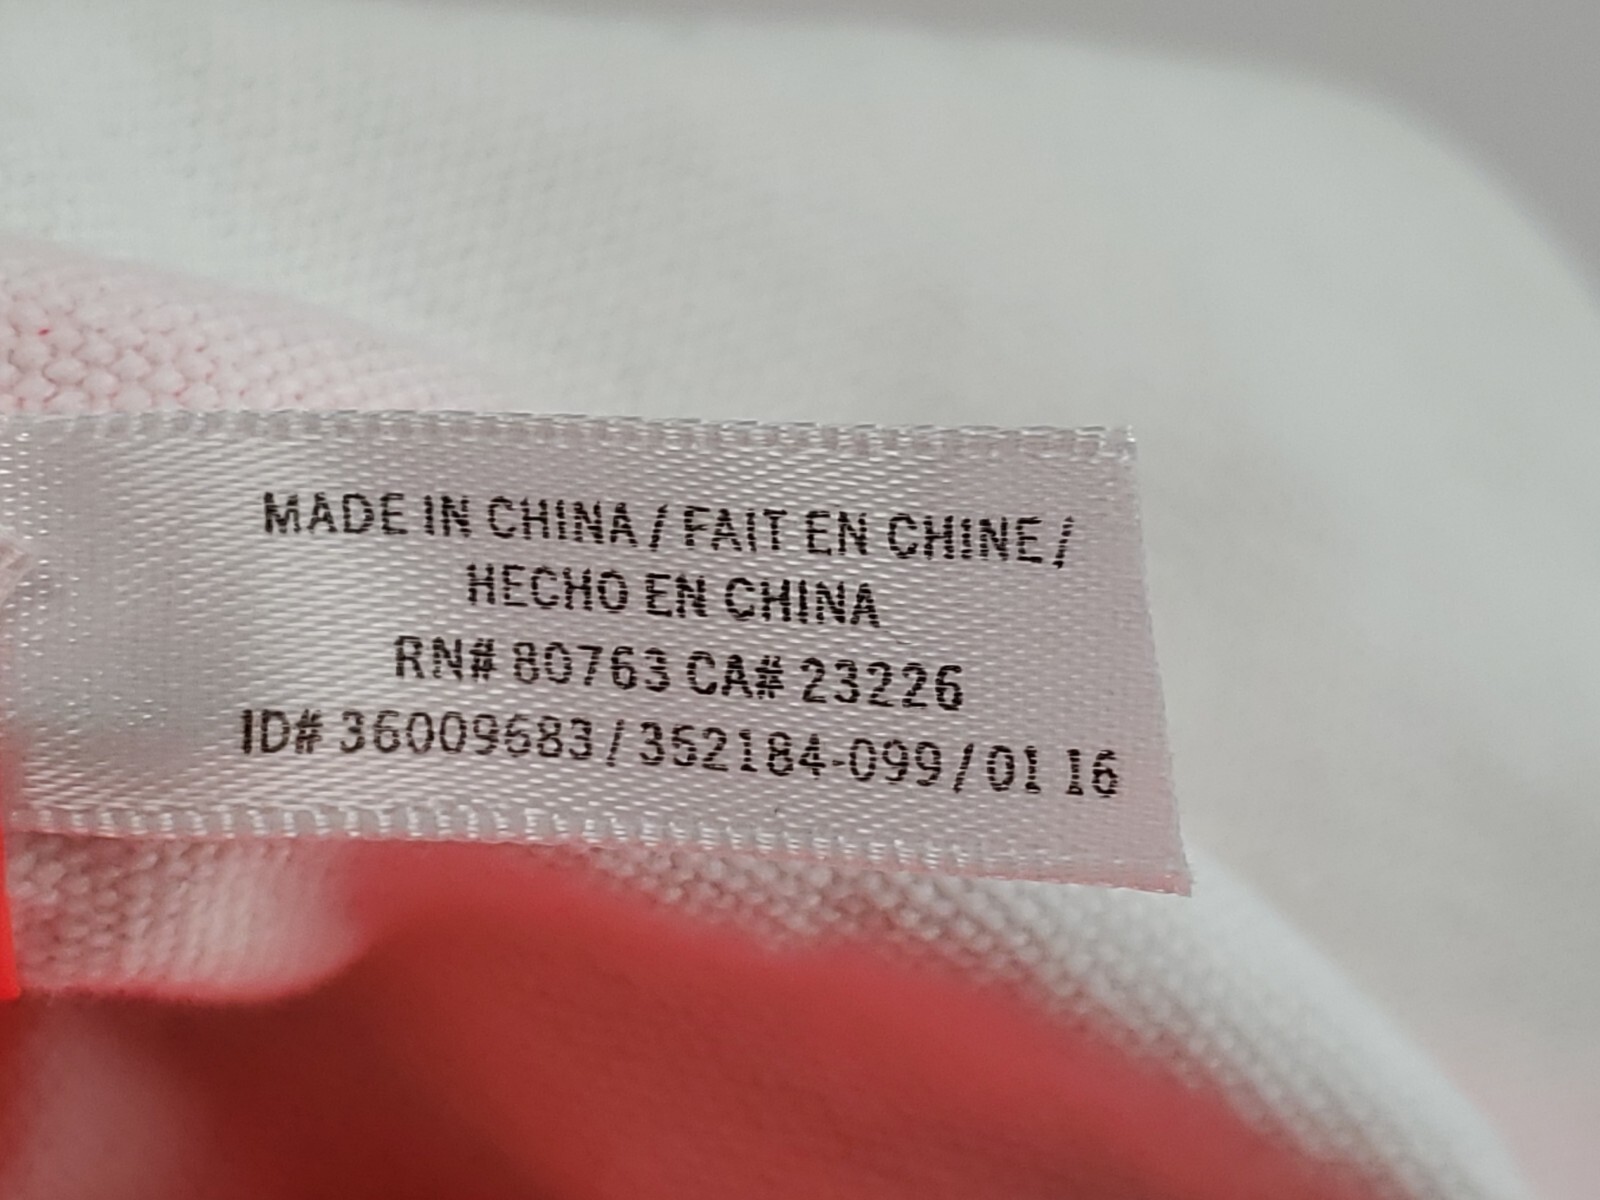 MADE IN CHINA / FAIT EN CHINE /
HECHO EN CHINA
RN# 80763 CA# 23226
ID# 36009683 / 352184-099 / 01 16